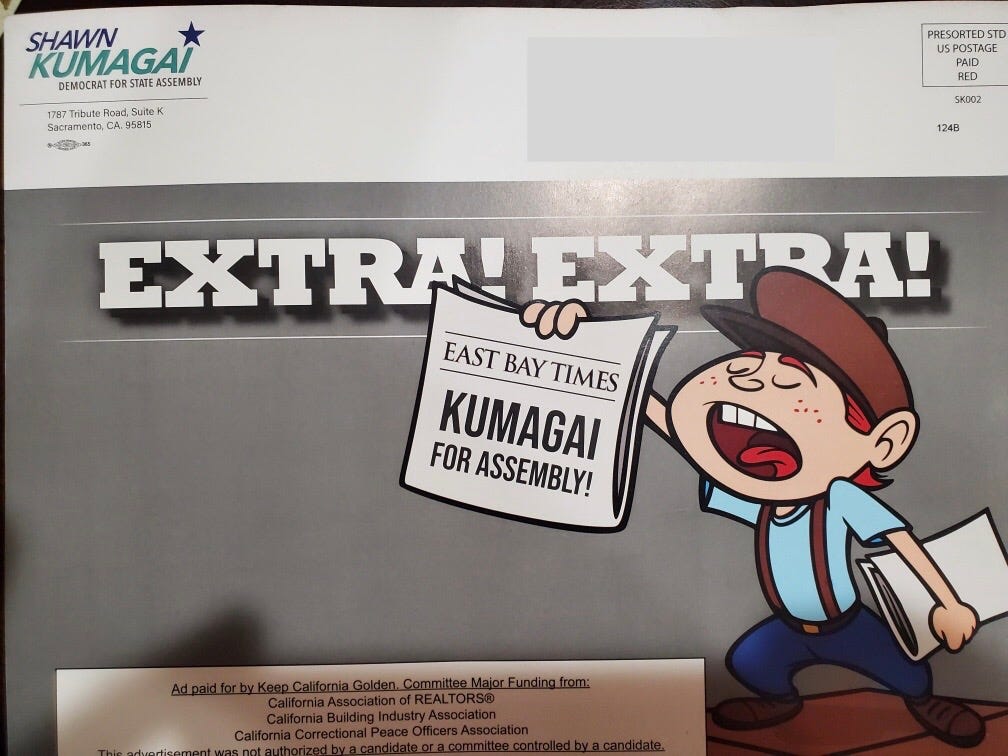 SHAWN
KUMAGAI
DEMOCRAT FOR STATE ASSEMBLY
1787 Tribute Road, Suite K
Sacramento, CA. 95815
365
PRESORTED STD
US POSTAGE
PAID
RED
SK002
124B
EXTRA! EXTRA!
EAST BAY TIMES
KUMAGAI
FOR ASSEMBLY!
Ad paid for by Keep California Golden. Committee Major Funding from:
California Association of REALTORS®
California Building Industry Association
California Correctional Peace Officers Association
This advertisement was not authorized by a candidate or a committee controlled by a candidate.